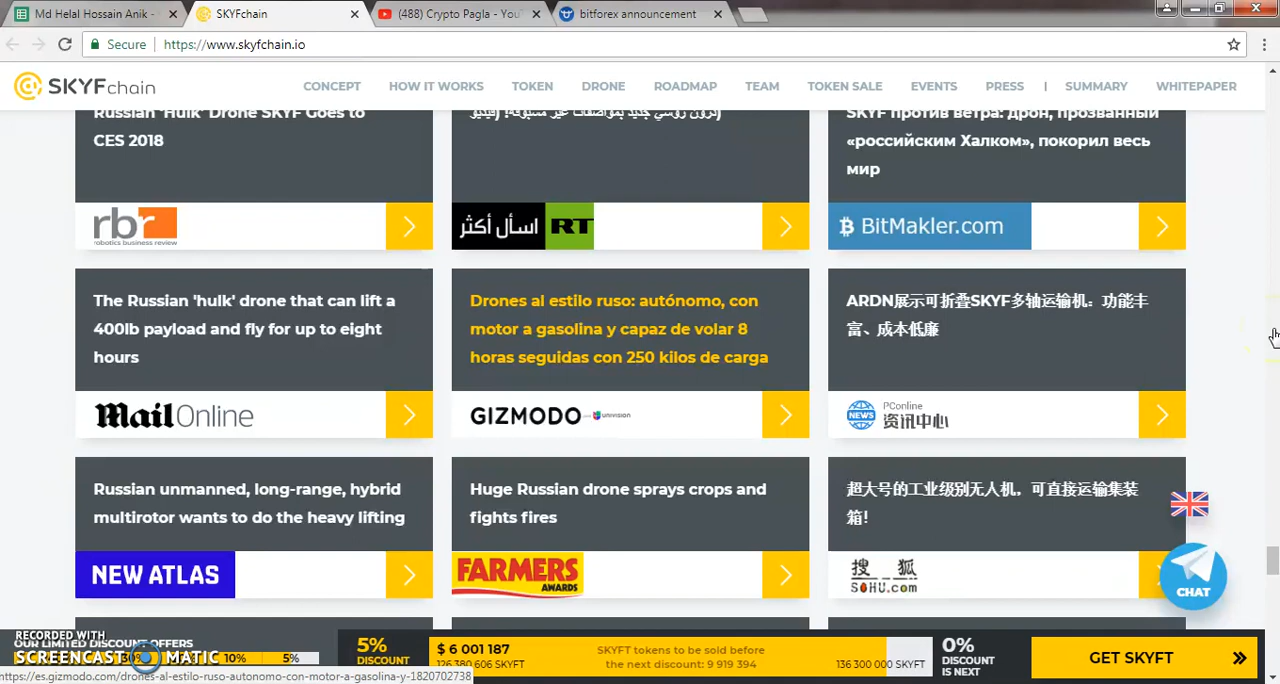 Md Helal Hossain Anik -
SKYFchain
(488) Crypto Pagla - You
bitforex announcement
Secure
https://www.skyfchain.io
SKYFchain
CONCEPT
HOW IT WORKS
TOKEN
DRONE
ROADMAP
TEAM
TOKEN SALE
EVENTS
PRESS
|
SUMMARY
WHITEPAPER
Russian 'Hulk' Drone SKYF Goes to
CES 2018
rbr
robotics business review
درون روسي جديد بمواصفات غير مسبوقة! (فيديو)
اسأل أكثر RT
SKYF против ветра: дрон, прозванный
«российским Халком», покорил весь
мир
BitMakler.com
The Russian 'hulk' drone that can lift a
400lb payload and fly for up to eight
hours
Mail Online
Drones al estilo ruso: autónomo, con
motor a gasolina y capaz de volar 8
horas seguidas con 250 kilos de carga
GIZMODO
UNIVISION
ARDN展示可折叠SKYF多轴运输机：功能丰
富、成本低廉
NEWS
PConline
资讯中心
Russian unmanned, long-range, hybrid
multirotor wants to do the heavy lifting
NEW ATLAS
Huge Russian drone sprays crops and
fights fires
FARMERS
AWARDS
超大号的工业级别无人机，可直接运输集装
箱！
搜狐
SOHU.com
CHAT
RECORDED WITH
SCREENCAST MATIC
OUR LIMITED DISCOUNT OFFERS
10%
5%
5%
DISCOUNT
$ 6 001 187
126 380 606 SKYFT
SKYFT tokens to be sold before
the next discount: 9 919 394
136 300 000 SKYFT
0%
DISCOUNT
IS NEXT
GET SKYFT
https://es.gizmodo.com/drones-al-estilo-ruso-autonomo-con-motor-a-gasolina-y-1820702738